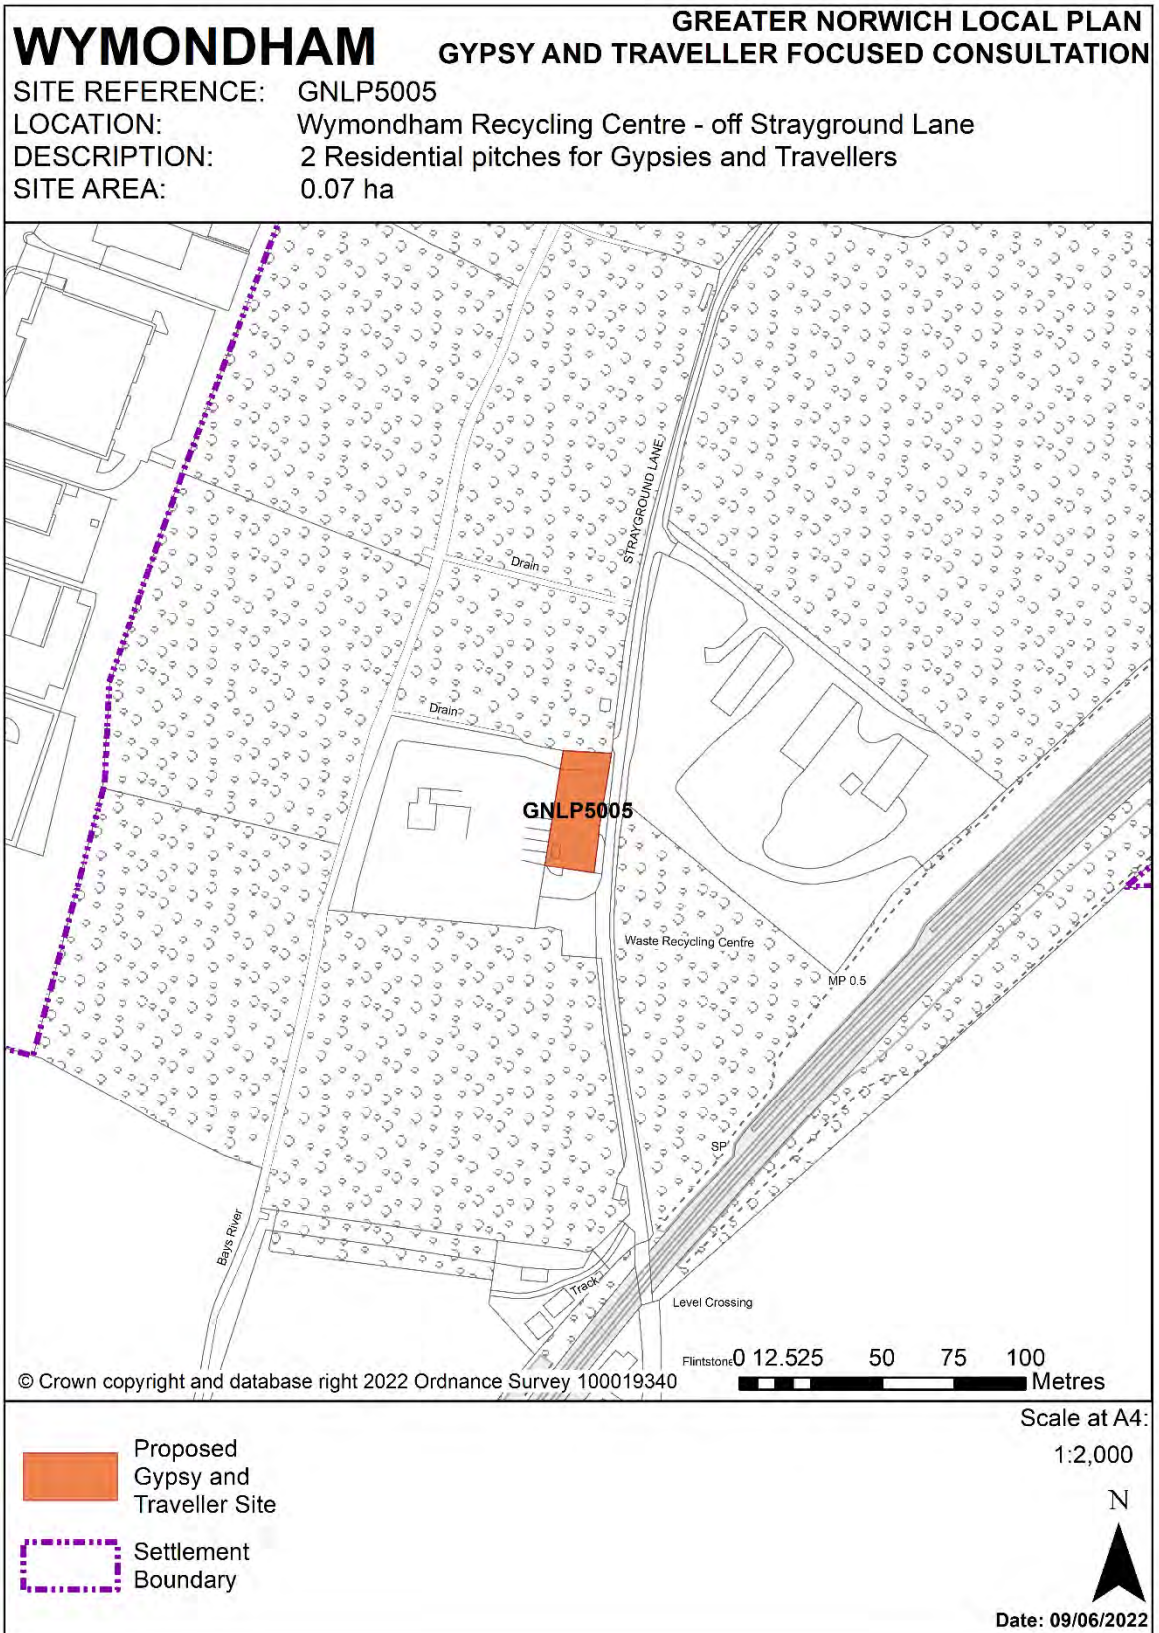 WYMONDHAM
GREATER NORWICH LOCAL PLAN
GYPSY AND TRAVELLER FOCUSED CONSULTATION
SITE REFERENCE: GNLP5005
LOCATION: Wymondham Recycling Centre - off Strayground Lane
DESCRIPTION: 2 Residential pitches for Gypsies and Travellers
SITE AREA: 0.07 ha
STRAYGROUND LANE
Drain
Drain
GNLP5005
Waste Recycling Centre
MP 0.5
SP
Bays River
Track
Level Crossing
Flintstone
0 12.525 50 75 100
Metres
© Crown copyright and database right 2022 Ordnance Survey 100019340
Proposed
Gypsy and
Traveller Site
Settlement
Boundary
Scale at A4:
1:2,000
N
Date: 09/06/2022